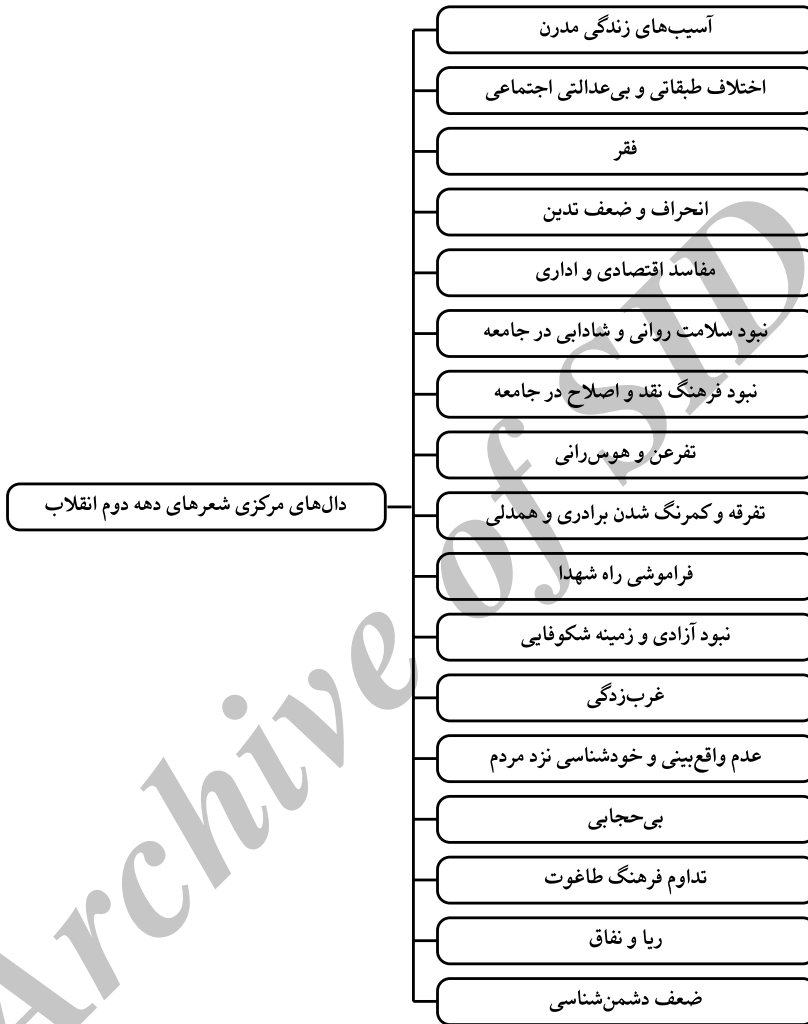 آسیب‌های زندگی مدرن
اختلاف طبقاتی و بی‌عدالتی اجتماعی
فقر
انحراف و ضعف تدین
مفاسد اقتصادی و اداری
نبود سلامت روانی و شادابی در جامعه
نبود فرهنگ نقد و اصلاح در جامعه
تفرعن و هوس‌رانی
دال‌های مرکزی شعرهای دهه دوم انقلاب
تفرقه و کمرنگ شدن برادری و همدلی
فراموشی راه شهدا
نبود آزادی و زمینه شکوفایی
غرب‌زدگی
عدم واقع‌بینی و خودشناسی نزد مردم
بی‌حجابی
تداوم فرهنگ طاغوت
ریا و نفاق
ضعف دشمن‌شناسی
Archive of SID